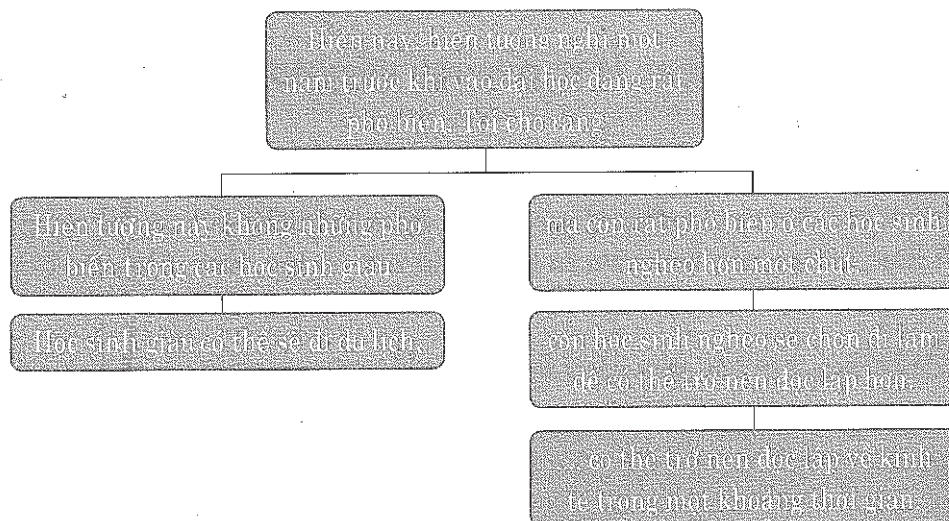 Hiện nay, hiện tượng nghỉ một
năm trước khi vào đại học đang rất
phổ biến. Tôi cho rằng
Hiện tượng này không những phổ
biến trong các học sinh giàu
Học sinh giàu có thể sẽ đi du lịch,
mà còn rất phổ biến ở các học sinh
nghèo hơn một chút.
còn học sinh nghèo sẽ chọn đi làm
để có thể trở nên độc lập hơn.
có thể trở nên độc lập về kinh
tế trong một khoảng thời gian